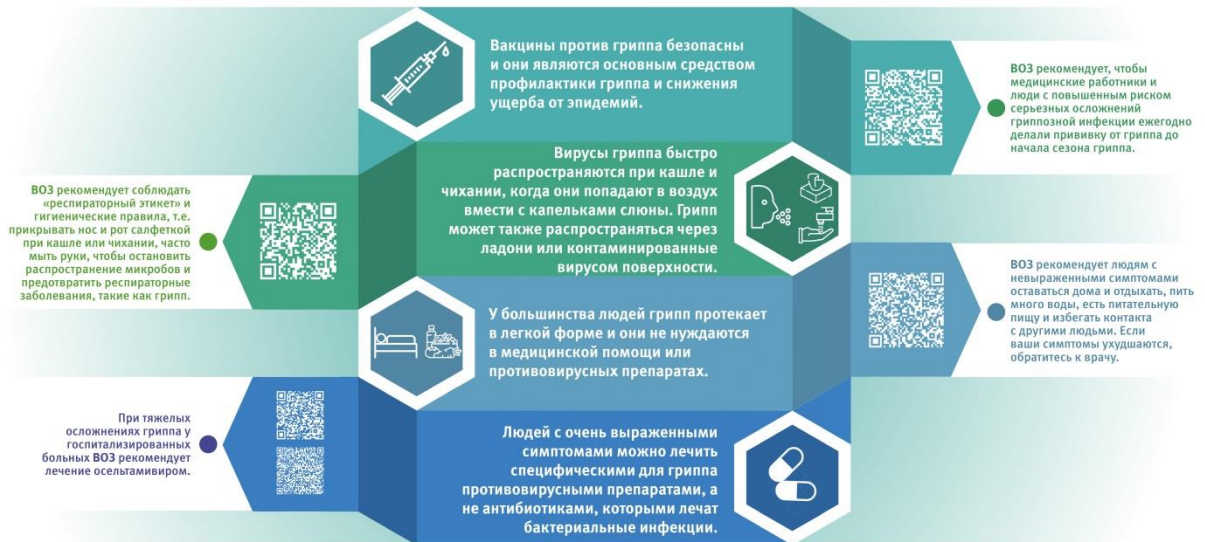 Вакцины против гриппа безопасны
и они являются основным средством
профилактики гриппа и снижения
ущерба от эпидемий.
ВОЗ рекомендует, чтобы
медицинские работники и
люди с повышенным риском
серьезных осложнений
гриппозной инфекции ежегодно
делали прививку от гриппа до
начала сезона гриппа.
Вирусы гриппа быстро
распространяются при кашле и
чихании, когда они попадают в воздух
вмести с капельками слюны. Грипп
может также распространяться через
ладони или контаминированные
вирусом поверхности.
ВОЗ рекомендует соблюдать
«респираторный этикет» и
гигиенические правила, т.е.
прикрывать нос и рот салфеткой
при кашле или чихании, часто
мыть руки, чтобы остановить
распространение микробов и
предотвратить респираторные
заболевания, такие как грипп.
У большинства людей грипп протекает
в легкой форме и они не нуждаются
в медицинской помощи или
противовирусных препаратах.
ВОЗ рекомендует людям с
невыраженными симптомами
оставаться дома и отдыхать, пить
много воды, есть питательную
пищу и избегать контакта
с другими людьми. Если
ваши симптомы ухудшаются,
обратитесь к врачу.
Людей с очень выраженными
симптомами можно лечить
специфическими для гриппа
противовирусными препаратами, а
не антибиотиками, которыми лечат
бактериальные инфекции.
При тяжелых
осложнениях гриппа у
госпитализированных
больных ВОЗ рекомендует
лечение осельтамивиром.